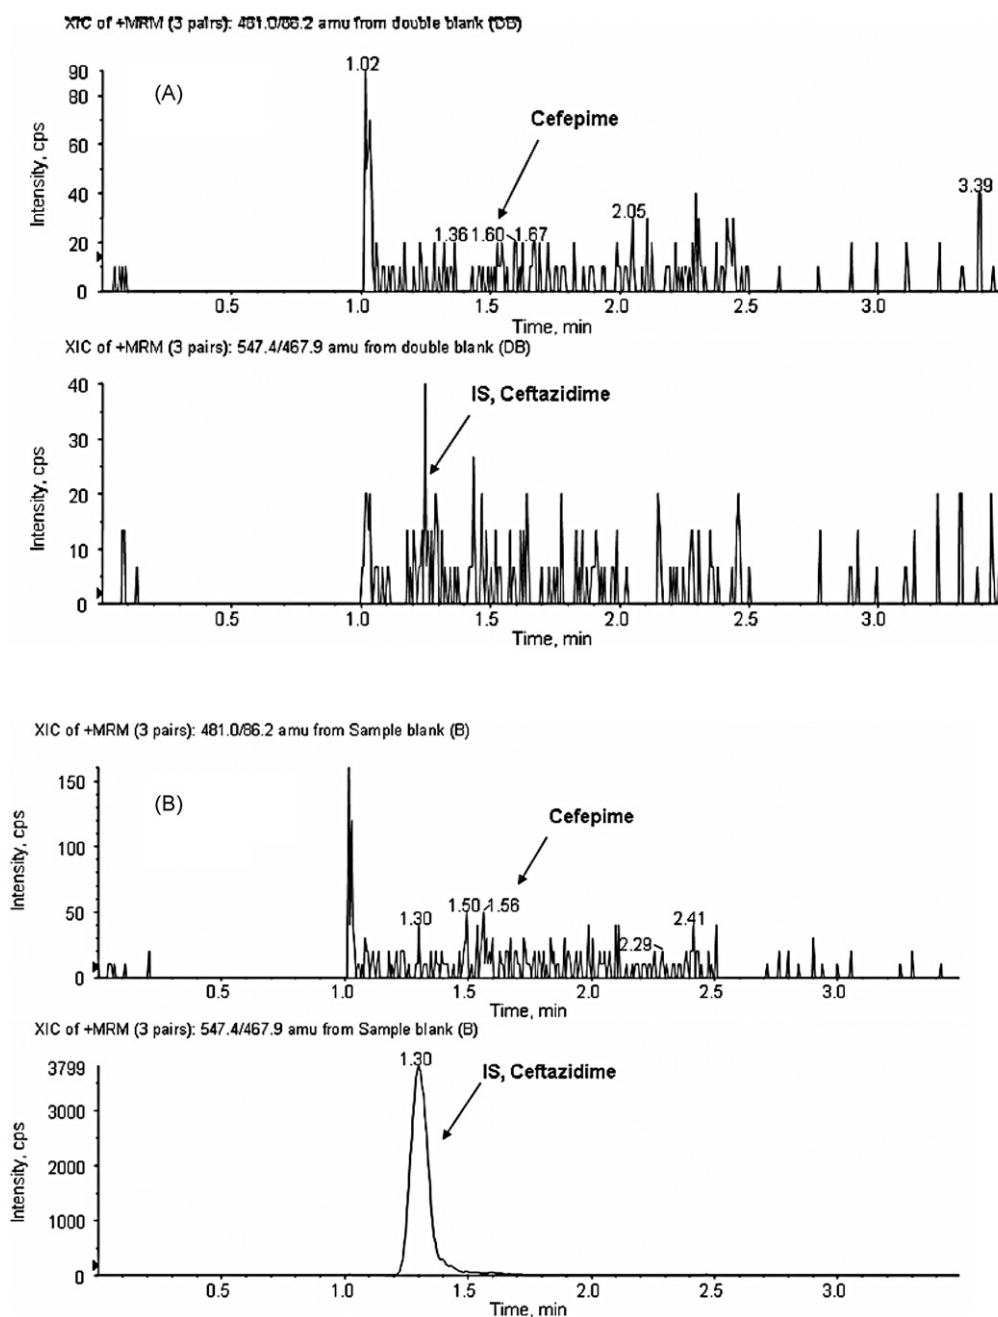 XIC of +MRM (3 pairs): 481.0/86.2 amu from double blank (DB)
(A)
Intensity, cps
90
80
60
40
20
0
1.02
Cefepime
1.36 1.60 1.67
2.05
3.39
0.5 1.0 1.5 2.0 2.5 3.0
Time, min
XIC of +MRM (3 pairs): 547.4/467.9 amu from double blank (DB)
Intensity, cps
40
30
20
10
0
IS, Ceftazidime
0.5 1.0 1.5 2.0 2.5 3.0
Time, min
XIC of +MRM (3 pairs): 481.0/86.2 amu from Sample blank (B)
(B)
Intensity, cps
150
100
50
0
Cefepime
1.30
1.50 1.56
2.29
2.41
0.5 1.0 1.5 2.0 2.5 3.0
Time, min
XIC of +MRM (3 pairs): 547.4/467.9 amu from Sample blank (B)
Intensity, cps
3799
3000
2000
1000
0
1.30
IS, Ceftazidime
0.5 1.0 1.5 2.0 2.5 3.0
Time, min